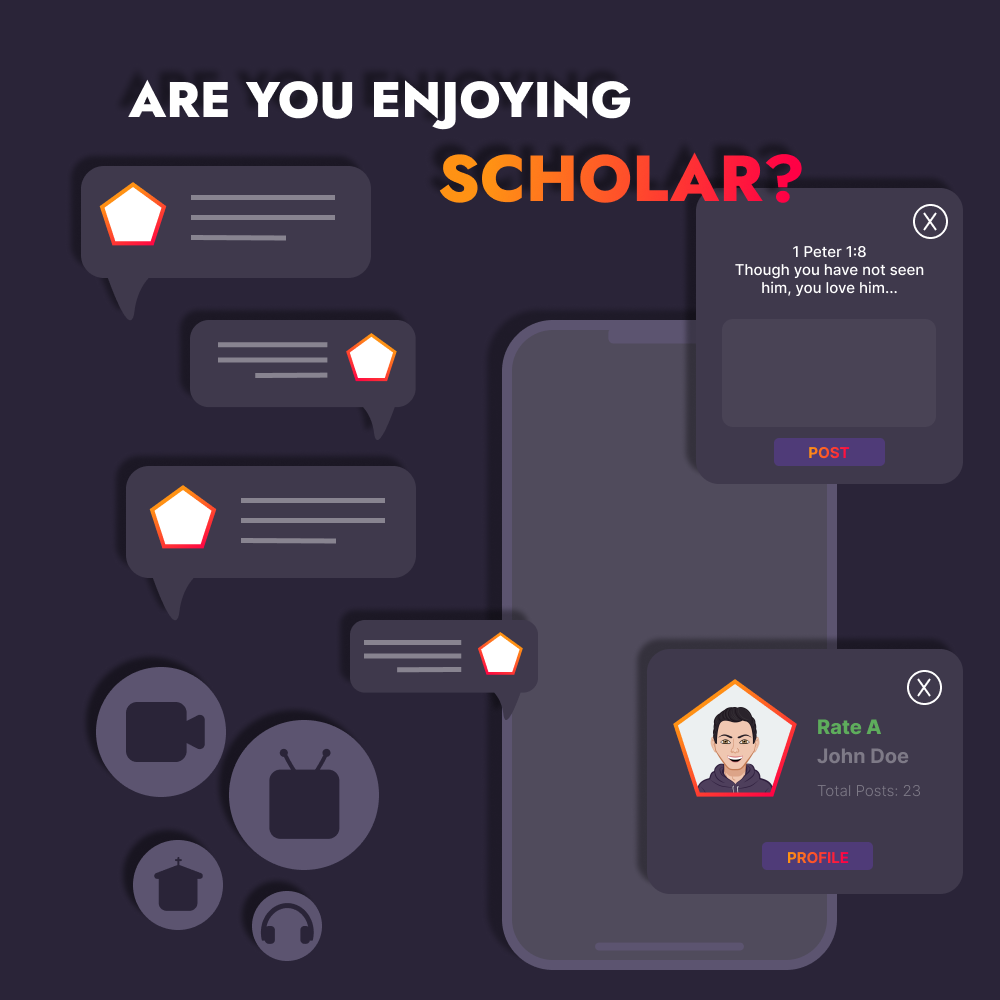 ARE YOU ENJOYING
SCHOLAR?
X
1 Peter 1:8
Though you have not seen
him, you love him...
POST
X
Rate A
John Doe
Total Posts: 23
PROFILE